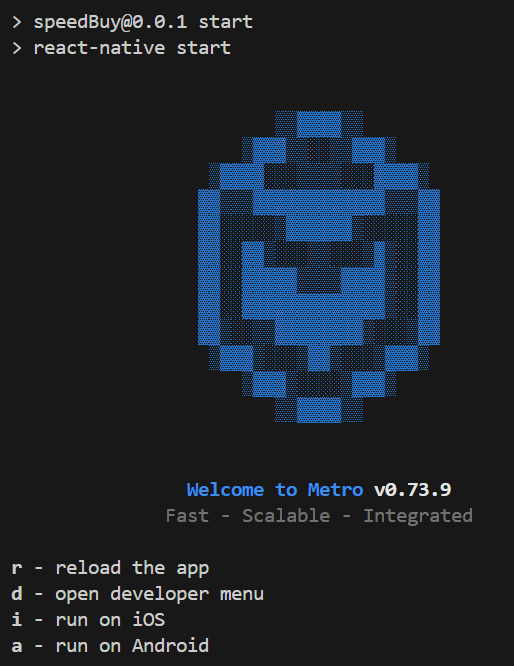 > speedBuy@0.0.1 start
> react-native start
Welcome to Metro v0.73.9
Fast - Scalable - Integrated
r - reload the app
d - open developer menu
i - run on iOS
a - run on Android